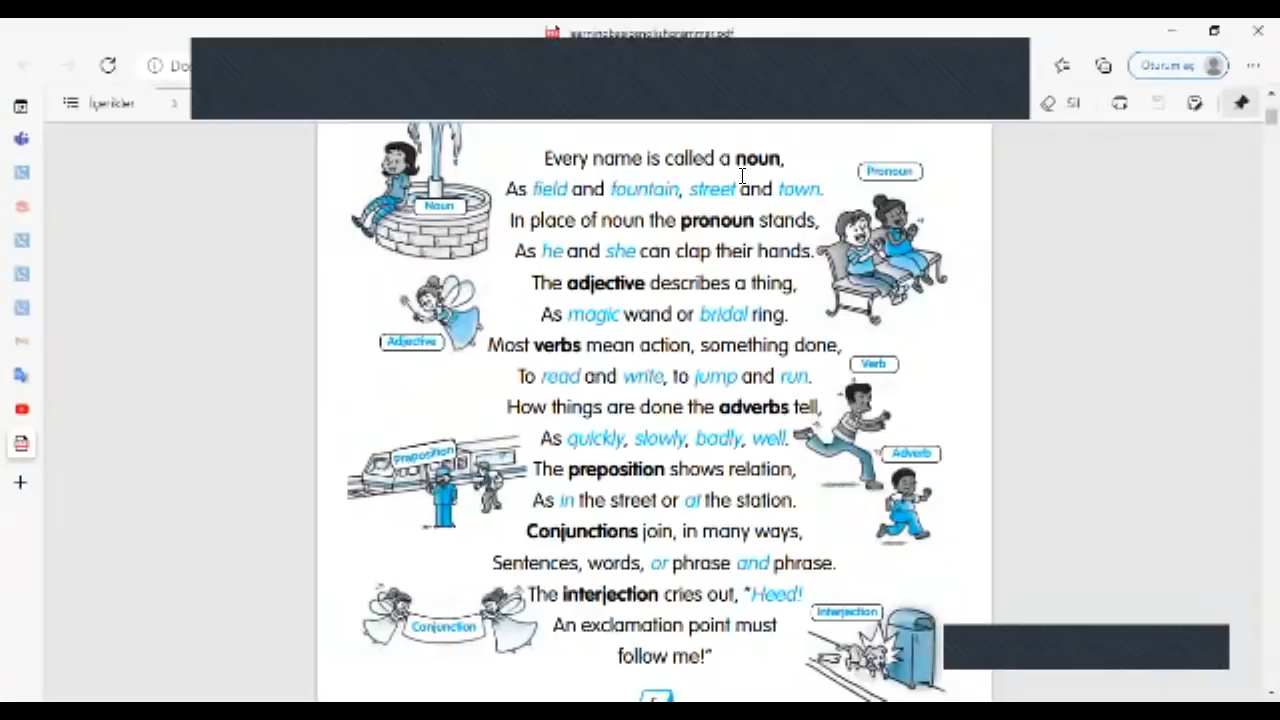 Oturum aç
İçerikler
3
Sil
Every name is called a noun,
As field and fountain, street and town.
In place of noun the pronoun stands,
As he and she can clap their hands.
The adjective describes a thing,
As magic wand or bridal ring.
Most verbs mean action, something done,
To read and write, to jump and run.
How things are done the adverbs tell,
As quickly, slowly, badly, well.
The preposition shows relation,
As in the street or at the station.
Conjunctions join, in many ways,
Sentences, words, or phrase and phrase.
The interjection cries out, “Heed!
An exclamation point must
follow me!”
Noun
Pronoun
Adjective
Verb
Adverb
Preposition
Conjunction
Interjection